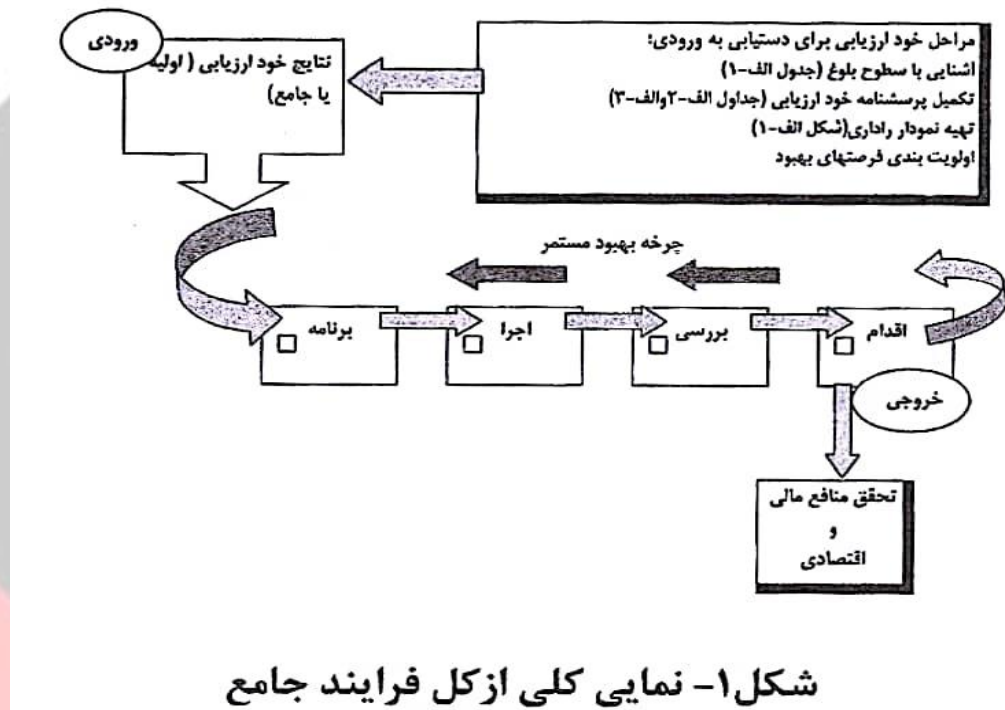 مراحل خود ارزیابی برای دستیابی به ورودی:
اشنایی با سطوح بلوغ (جدول الف-۱)
تکمیل پرسشنامه خود ارزیابی (جداول الف-۲والف-۳)
تهیه نمودار راداری(شکل الف-۱)
اولویت بندی فرصتهای بهبود
ورودی
نتایج خود ارزیابی ( اولیه
یا جامع)
چرخه بهبود مستمر
برنامه
اجرا
بررسی
اقدام
خروجی
تحقق منافع مالی
و
اقتصادی
شکل۱- نمایی کلی ازکل فرایند جامع